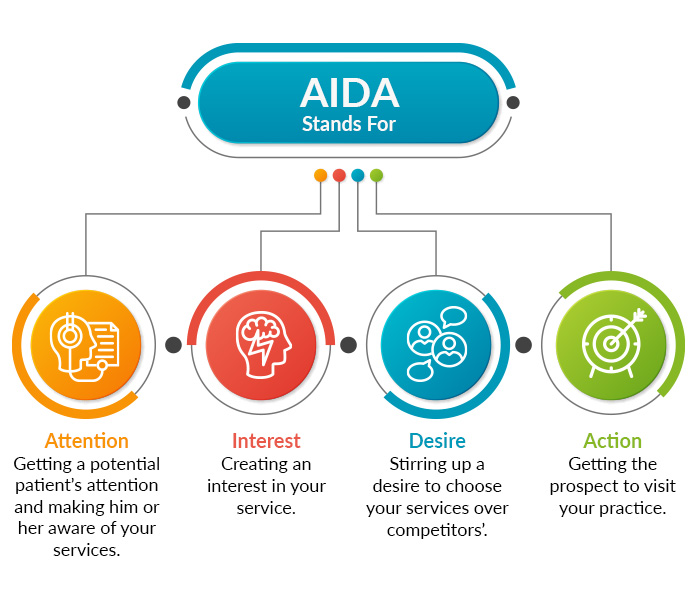 AIDA
Stands For
Attention
Getting a potential
patient's attention
and making him or
her aware of your
services.
Interest
Creating an
interest in your
service.
Desire
Stirring up a
desire to choose
your services over
competitors'.
Action
Getting the
prospect to visit
your practice.